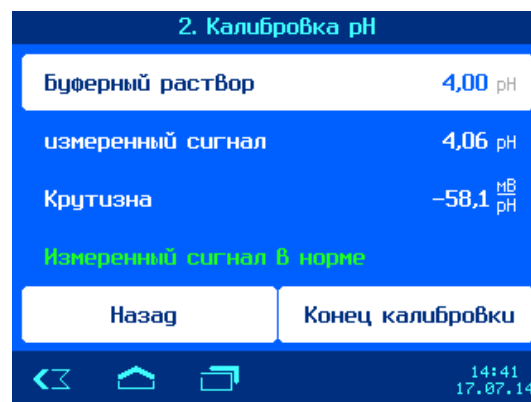 2. Калибровка pH
Буферный раствор 4,00 pH
измеренный сигнал 4,06 pH
Крутизна −58,1 мВ/pH
Измеренный сигнал в норме
Назад Конец калибровки
14:41
17.07.14